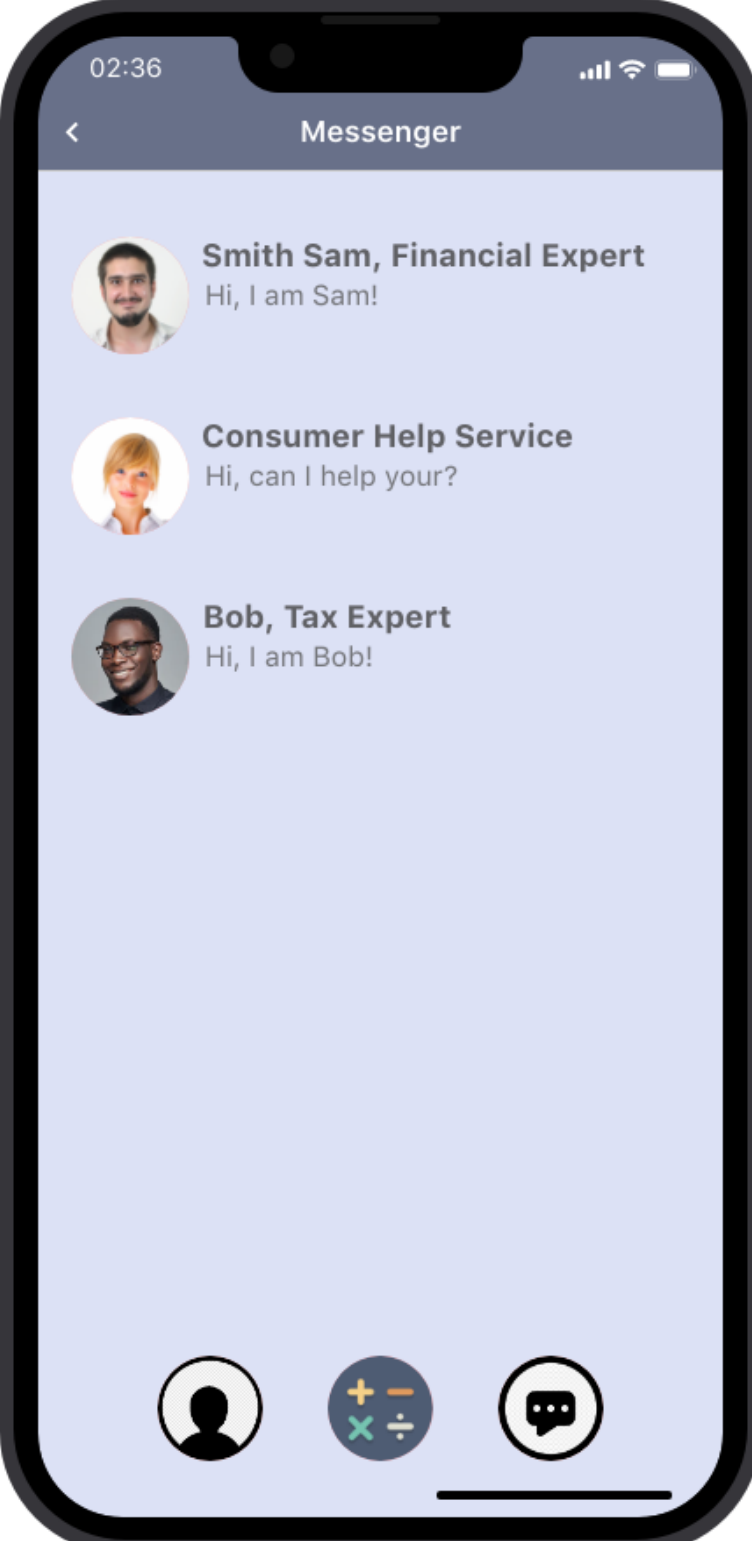 02:36
Messenger
Smith Sam, Financial Expert
Hi, I am Sam!
Consumer Help Service
Hi, can I help your?
Bob, Tax Expert
Hi, I am Bob!